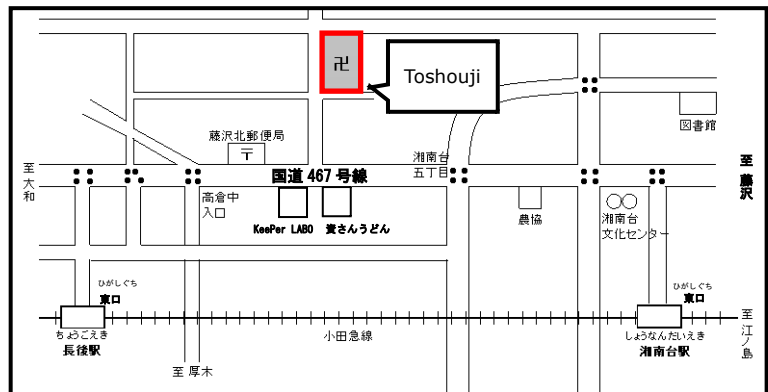 卍
Toshouji
図書館
藤沢北郵便局
〒
湘南台
五丁目
国道 467 号線
至大和
至藤沢
高倉中
入口
KeePer LABO
資さんうどん
農協
湘南台
文化センター
ひがしぐち
東口
ちょうごえき
長後駅
小田急線
至 厚木
ひがしぐち
東口
しょうなんだいえき
湘南台駅
至江ノ島